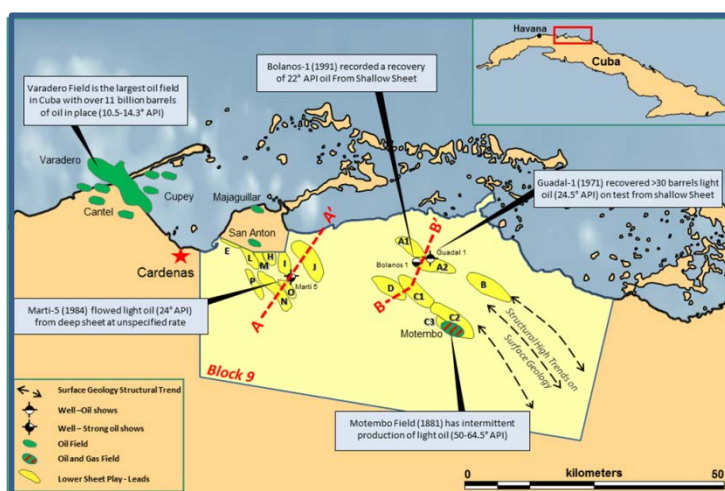 Havana
Cuba
Bolanos-1 (1991) recorded a recovery
of 22° API oil From Shallow Sheet
Varadero Field is the largest oil field
in Cuba with over 11 billion barrels
of oil in place (10.5-14.3° API)
Guadal-1 (1971) recovered >30 barrels light
oil (24.5° API) on test from shallow Sheet
Varadero
Cupey
Cantel
Majaguillar
San Anton
Cardenas
A'
B'
E
L
H
M
I
J
P
O
N
Marti 5
A
A1
Guadal 1
Bolanos 1
A2
D
B
B
C1
C2
C3
Motembo
Structural High Trends on
Surface Geology
Marti-5 (1984) flowed light oil (24° API)
from deep sheet at unspecified rate
Block 9
Motembo Field (1881) has intermittent
production of light oil (50-64.5° API)
Surface Geology Structural Trend
Well –Oil shows
Well – Strong oil shows
Oil Field
Oil and Gas Field
Lower Sheet Play - Leads
0
kilometers
50